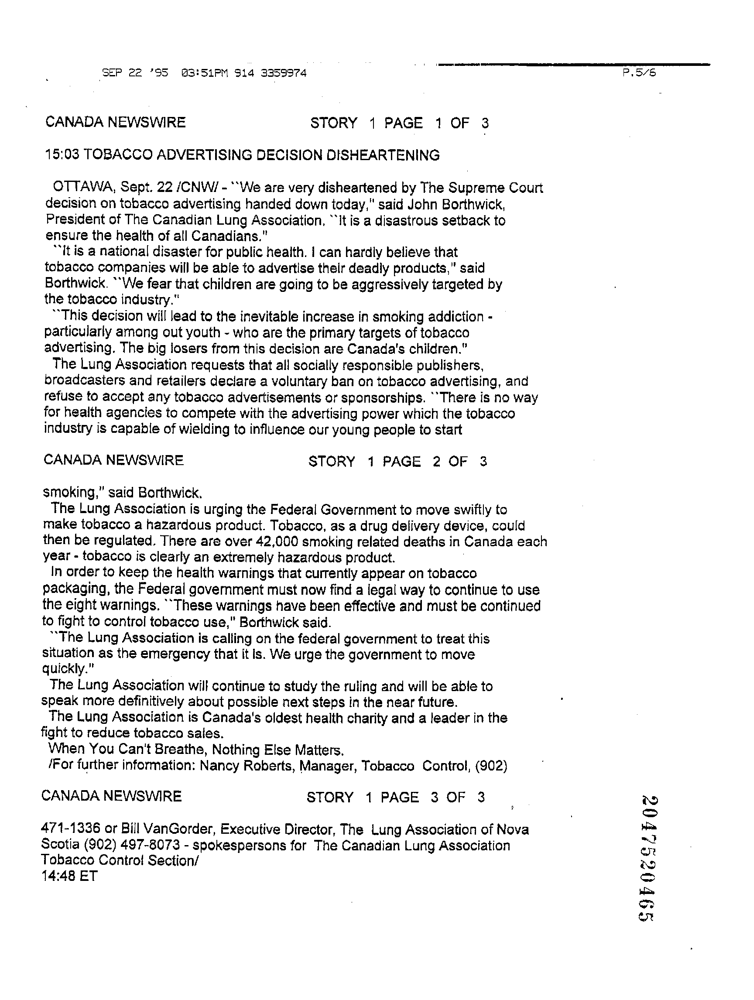 SEP 22 '95 03:51PM 914 3359974 P.5/6
CANADA NEWSWIRE STORY 1 PAGE 1 OF 3
15:03 TOBACCO ADVERTISING DECISION DISHEARTENING
OTTAWA, Sept. 22 /CNW/ - ``We are very disheartened by The Supreme Court
decision on tobacco advertising handed down today," said John Borthwick,
President of The Canadian Lung Association, ``It is a disastrous setback to
ensure the health of all Canadians."
``It is a national disaster for public health. I can hardly believe that
tobacco companies will be able to advertise their deadly products," said
Borthwick. ``We fear that children are going to be aggressively targeted by
the tobacco industry."
``This decision will lead to the inevitable increase in smoking addiction -
particularly among out youth - who are the primary targets of tobacco
advertising. The big losers from this decision are Canada's children."
The Lung Association requests that all socially responsible publishers,
broadcasters and retailers declare a voluntary ban on tobacco advertising, and
refuse to accept any tobacco advertisements or sponsorships. ``There is no way
for health agencies to compete with the advertising power which the tobacco
industry is capable of wielding to influence our young people to start
CANADA NEWSWIRE STORY 1 PAGE 2 OF 3
smoking," said Borthwick.
The Lung Association is urging the Federal Government to move swiftly to
make tobacco a hazardous product. Tobacco, as a drug delivery device, could
then be regulated. There are over 42,000 smoking related deaths in Canada each
year - tobacco is clearly an extremely hazardous product.
In order to keep the health warnings that currently appear on tobacco
packaging, the Federal government must now find a legal way to continue to use
the eight warnings. ``These warnings have been effective and must be continued
to fight to control tobacco use," Borthwick said.
``The Lung Association is calling on the federal government to treat this
situation as the emergency that it is. We urge the government to move
quickly."
The Lung Association will continue to study the ruling and will be able to
speak more definitively about possible next steps in the near future.
The Lung Association is Canada's oldest health charity and a leader in the
fight to reduce tobacco sales.
When You Can't Breathe, Nothing Else Matters.
/For further information: Nancy Roberts, Manager, Tobacco Control, (902)
CANADA NEWSWIRE STORY 1 PAGE 3 OF 3
471-1336 or Bill VanGorder, Executive Director, The Lung Association of Nova
Scotia (902) 497-8073 - spokespersons for The Canadian Lung Association
Tobacco Control Section/
14:48 ET
2047520465